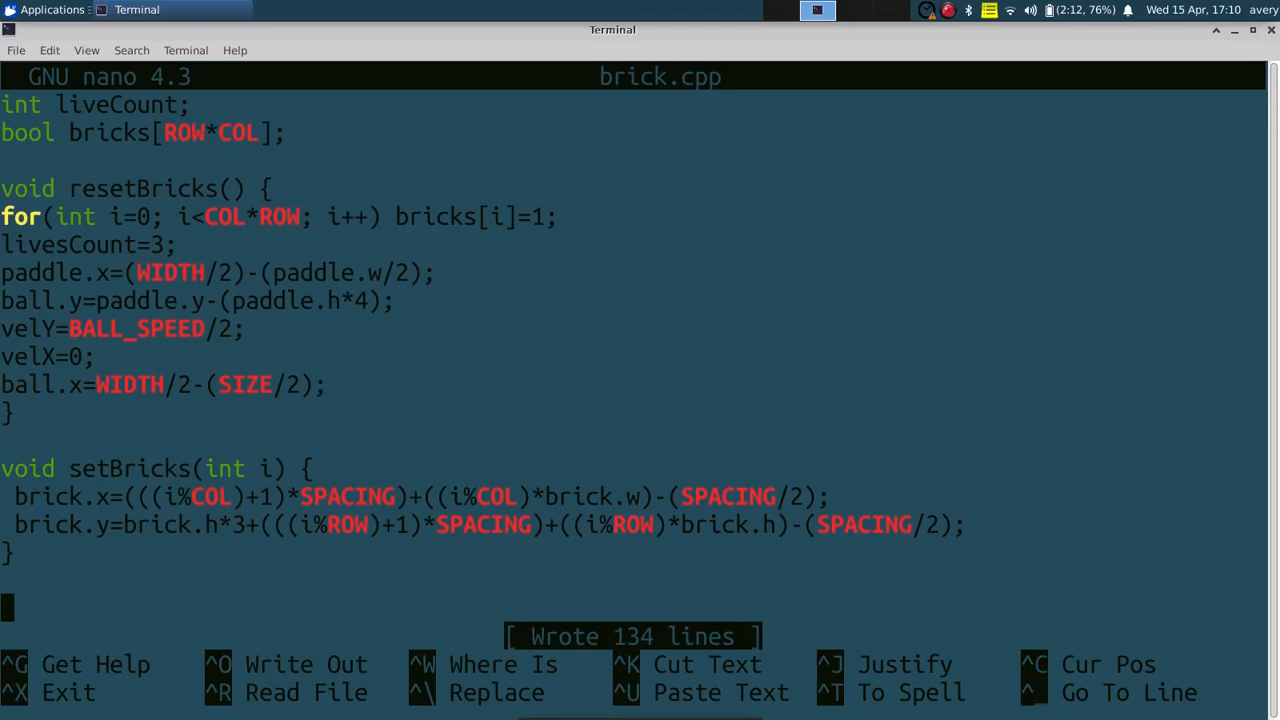 Applications
Terminal
(2:12, 76%)
Wed 15 Apr, 17:10
avery
Terminal
File Edit View Search Terminal Help
GNU nano 4.3 brick.cpp
int liveCount;
bool bricks[ROW*COL];
void resetBricks() {
for(int i=0; i<COL*ROW; i++) bricks[i]=1;
livesCount=3;
paddle.x=(WIDTH/2)-(paddle.w/2);
ball.y=paddle.y-(paddle.h*4);
velY=BALL_SPEED/2;
velX=0;
ball.x=WIDTH/2-(SIZE/2);
}
void setBricks(int i) {
brick.x=(((i%COL)+1)*SPACING)+((i%COL)*brick.w)-(SPACING/2);
brick.y=brick.h*3+(((i%ROW)+1)*SPACING)+((i%ROW)*brick.h)-(SPACING/2);
}
[ Wrote 134 lines ]
^G Get Help ^O Write Out ^W Where Is ^K Cut Text ^J Justify ^C Cur Pos
^X Exit ^R Read File ^\ Replace ^U Paste Text ^T To Spell ^_ Go To Line